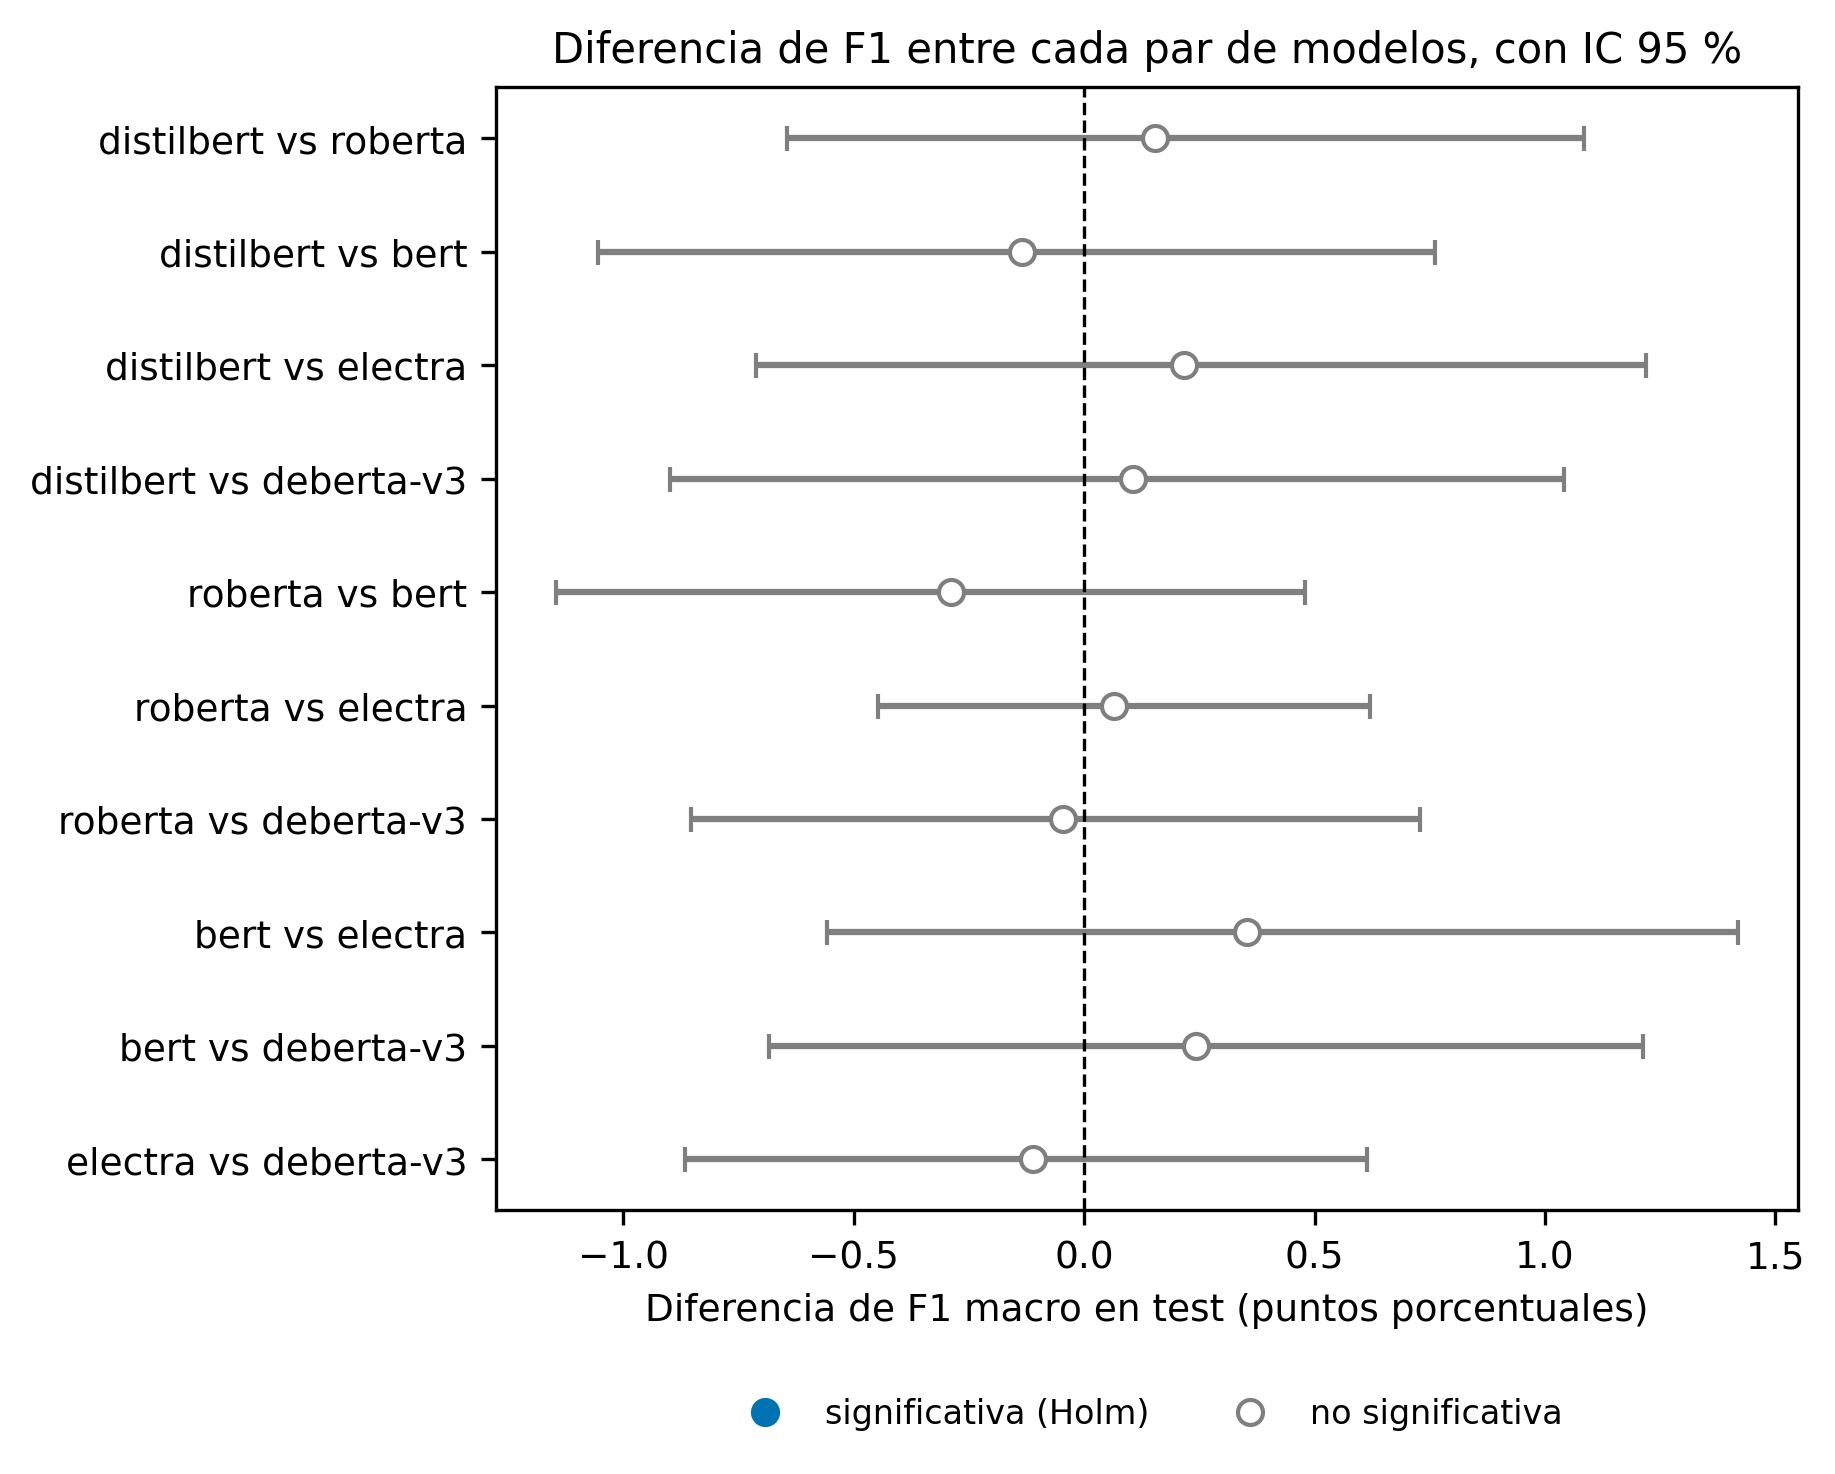 Diferencia de F1 entre cada par de modelos, con IC 95 %
distilbert vs roberta
distilbert vs bert
distilbert vs electra
distilbert vs deberta-v3
roberta vs bert
roberta vs electra
roberta vs deberta-v3
bert vs electra
bert vs deberta-v3
electra vs deberta-v3
−1.0 −0.5 0.0 0.5 1.0 1.5
Diferencia de F1 macro en test (puntos porcentuales)
significativa (Holm) no significativa